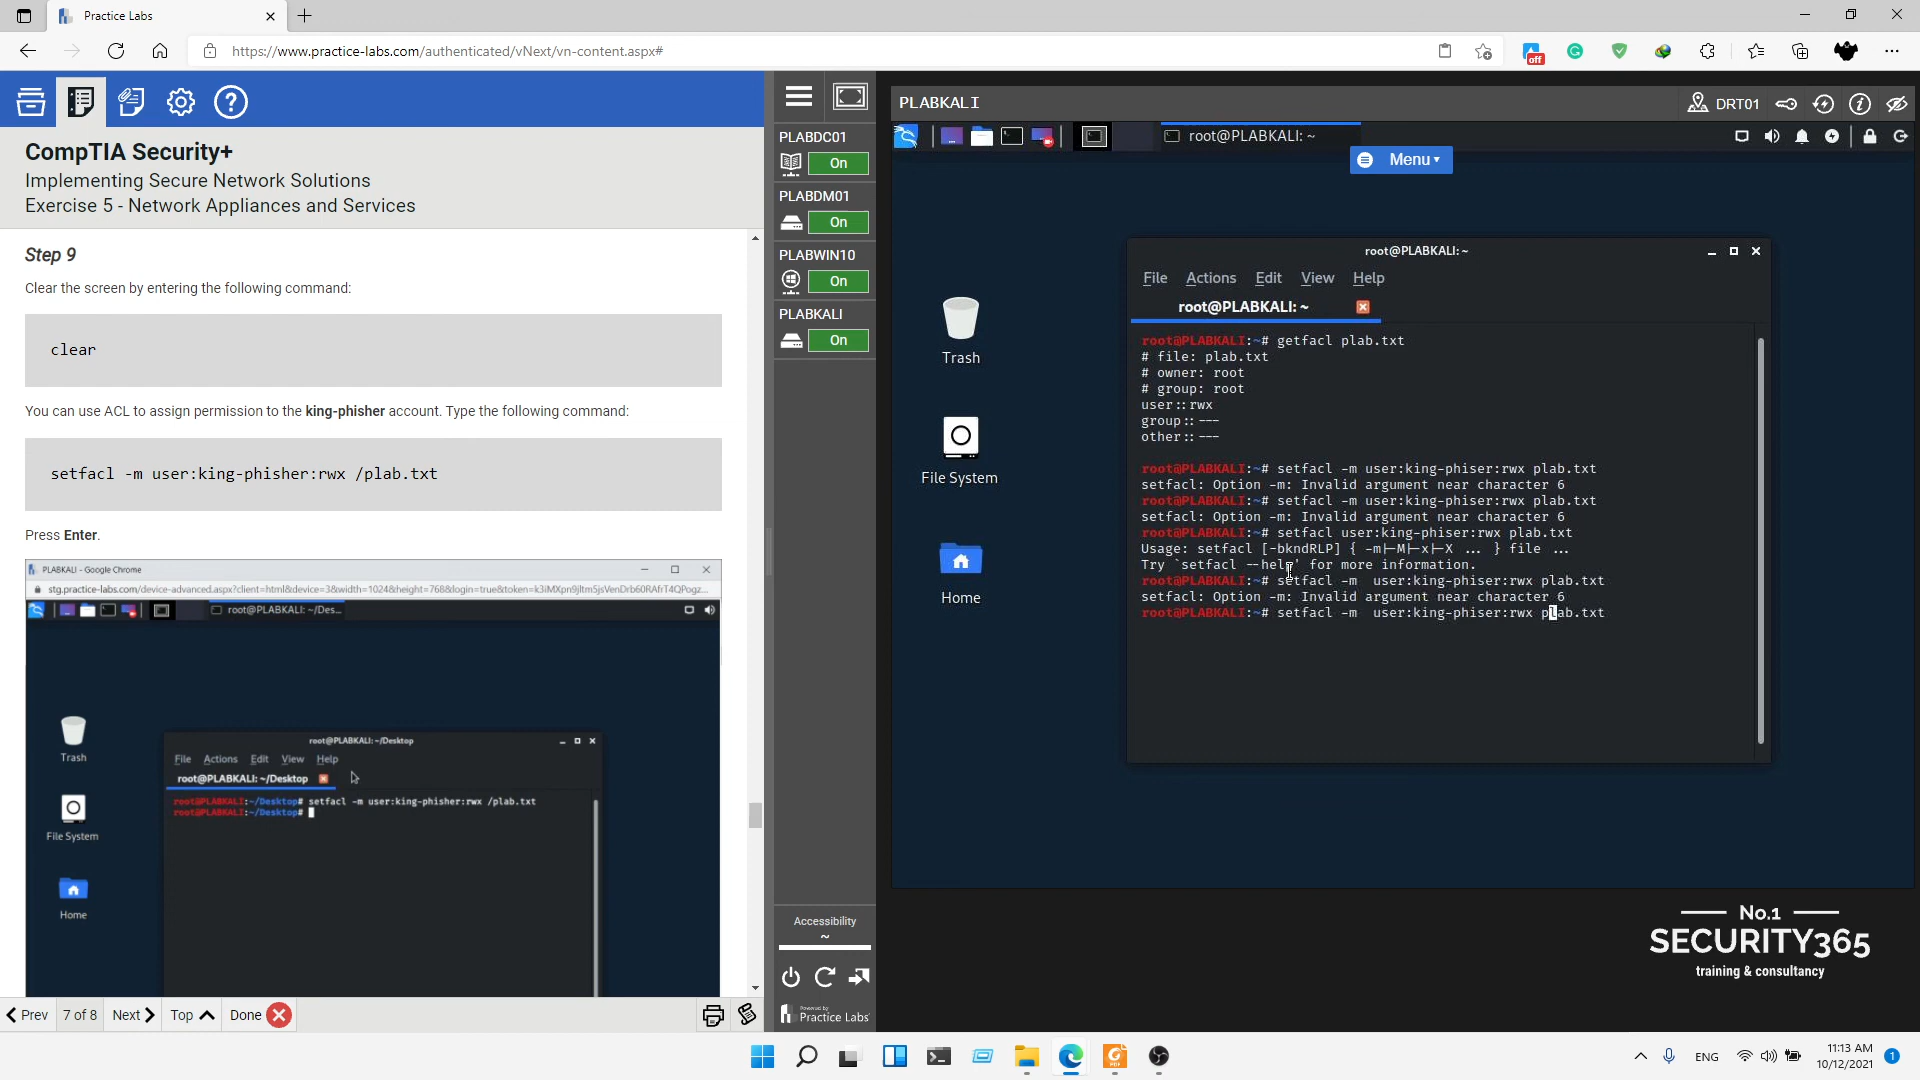 Practice Labs
https://www.practice-labs.com/authenticated/vNext/vn-content.aspx#
off
CompTIA Security+
Implementing Secure Network Solutions
Exercise 5 - Network Appliances and Services
Step 9
Clear the screen by entering the following command:
clear
You can use ACL to assign permission to the king-phisher account. Type the following command:
setfacl -m user:king-phisher:rwx /plab.txt
Press Enter.
PLABKALI - Google Chrome
root@PLABKALI: ~/Des...
Trash
File System
Home
root@PLABKALI: ~/Desktop
File Actions Edit View Help
root@PLABKALI: ~/Desktop
root@PLABKALI:~/Desktop# setfacl -m user:king-phisher:rwx /plab.txt
root@PLABKALI:~/Desktop#
Prev
7 of 8
Next
Top
Done
PLABDC01
On
PLABDM01
On
PLABWIN10
On
PLABKALI
On
Accessibility
~
Powered by
Practice Labs
PLABKALI
DRT01
root@PLABKALI: ~
Menu
Trash
File System
Home
root@PLABKALI: ~
File Actions Edit View Help
root@PLABKALI: ~
root@PLABKALI:~# getfacl plab.txt
# file: plab.txt
# owner: root
# group: root
user::rwx
group::---
other::---
root@PLABKALI:~# setfacl -m user:king-phiser:rwx plab.txt
setfacl: Option -m: Invalid argument near character 6
root@PLABKALI:~# setfacl -m user:king-phiser:rwx plab.txt
setfacl: Option -m: Invalid argument near character 6
root@PLABKALI:~# setfacl user:king-phiser:rwx plab.txt
Usage: setfacl [-bkndRLP] { -m|-M|-x|-X ... } file ...
Try `setfacl --help' for more information.
root@PLABKALI:~# setfacl -m  user:king-phiser:rwx plab.txt
setfacl: Option -m: Invalid argument near character 6
root@PLABKALI:~# setfacl -m  user:king-phiser:rwx plab.txt
No.1
SECURITY365
training & consultancy
ENG
11:13 AM
10/12/2021
1